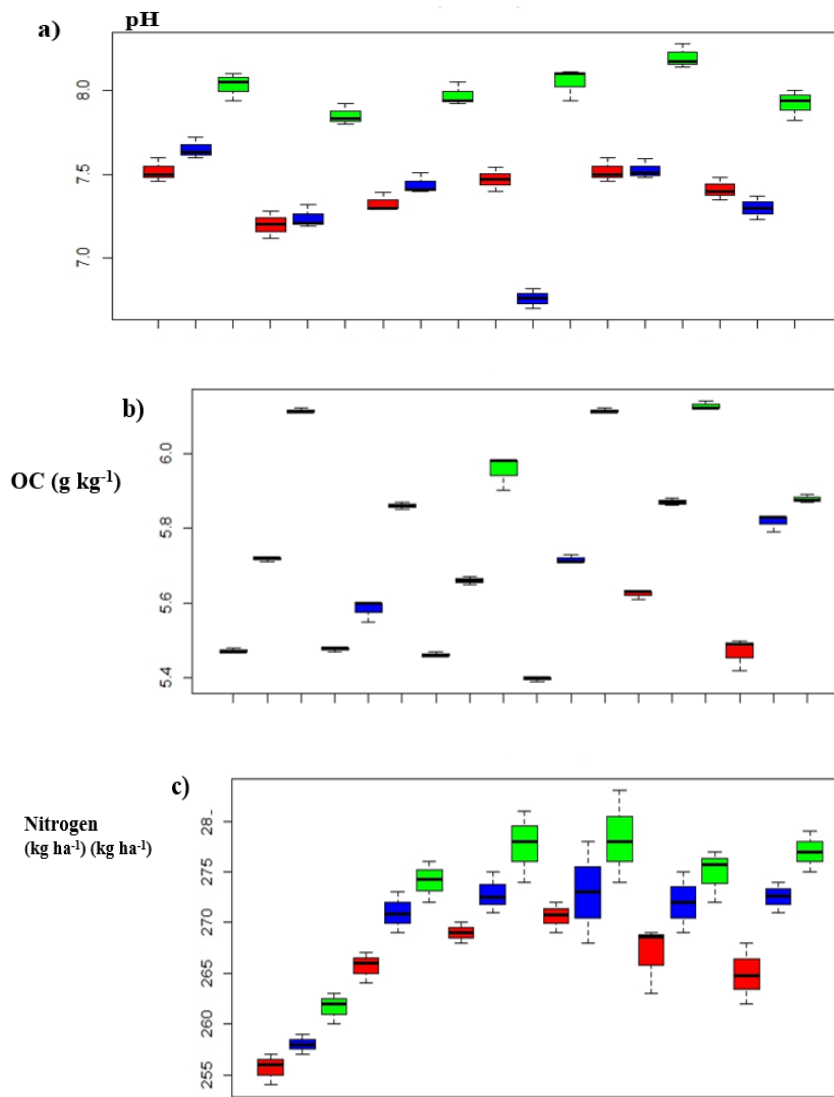 a)
pH
8.0
7.5
7.0
b)
OC (g kg-1)
6.0
5.8
5.6
5.4
c)
Nitrogen
(kg ha-1) (kg ha-1)
28-
275
270
265
260
255